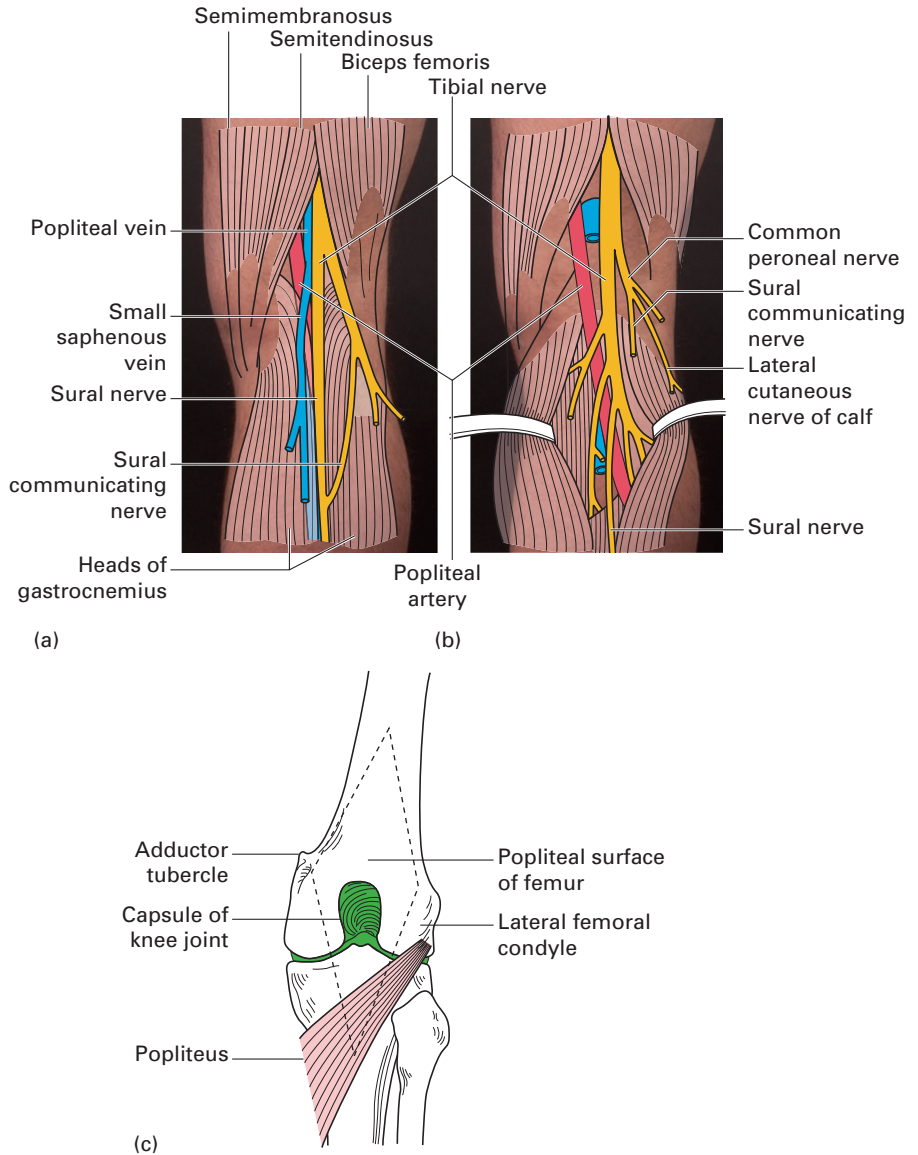 Semimembranosus
Semitendinosus
Biceps femoris
Tibial nerve
Popliteal vein
Small
saphenous
vein
Sural nerve
Sural
communicating
nerve
Heads of
gastrocnemius
Common
peroneal nerve
Sural
communicating
nerve
Lateral
cutaneous
nerve of calf
Sural nerve
Popliteal
artery
(a)
(b)
Adductor
tubercle
Capsule of
knee joint
Popliteus
Popliteal surface
of femur
Lateral femoral
condyle
(c)